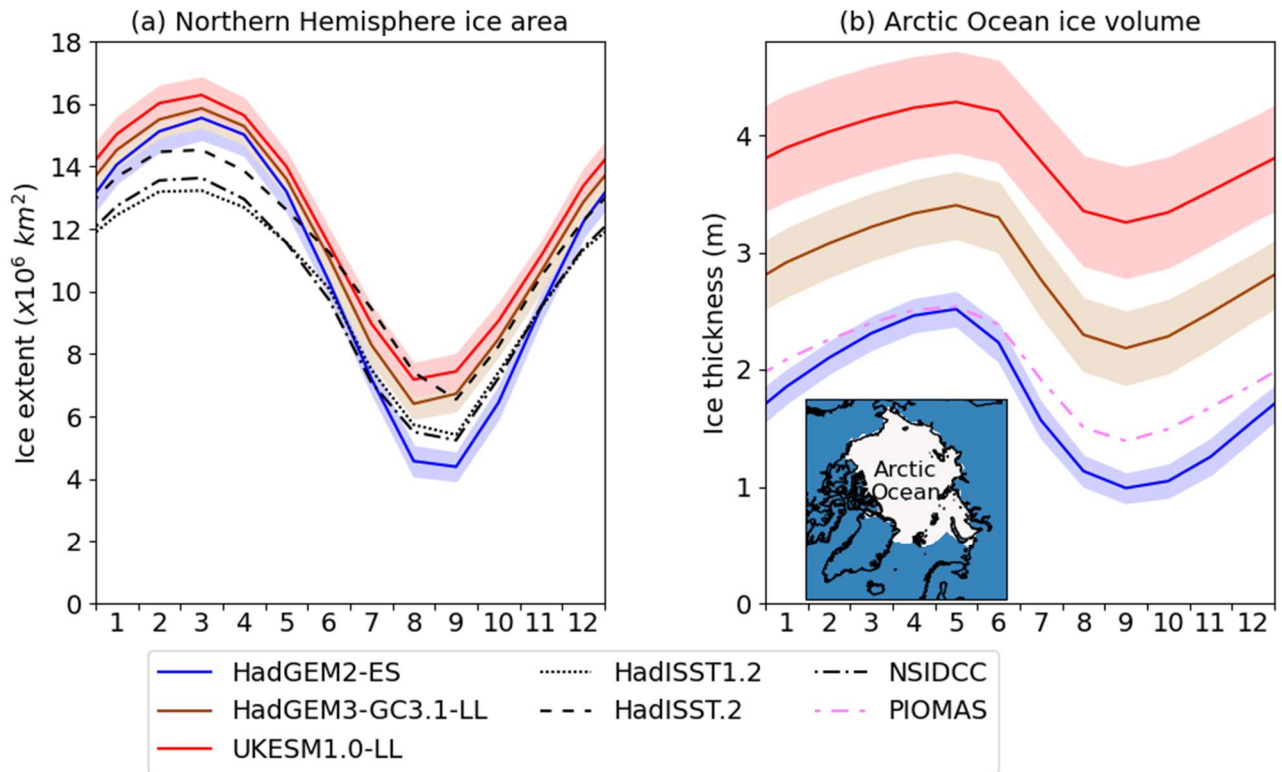 (a) Northern Hemisphere ice area
(b) Arctic Ocean ice volume
Ice extent (x10⁶ km²)
18
16
14
12
10
8
6
4
2
0
1 2 3 4 5 6 7 8 9 10 11 12
Ice thickness (m)
4
3
2
1
0
Arctic
Ocean
1 2 3 4 5 6 7 8 9 10 11 12
HadGEM2-ES
HadGEM3-GC3.1-LL
UKESM1.0-LL
HadISST1.2
HadISST.2
NSIDCC
PIOMAS